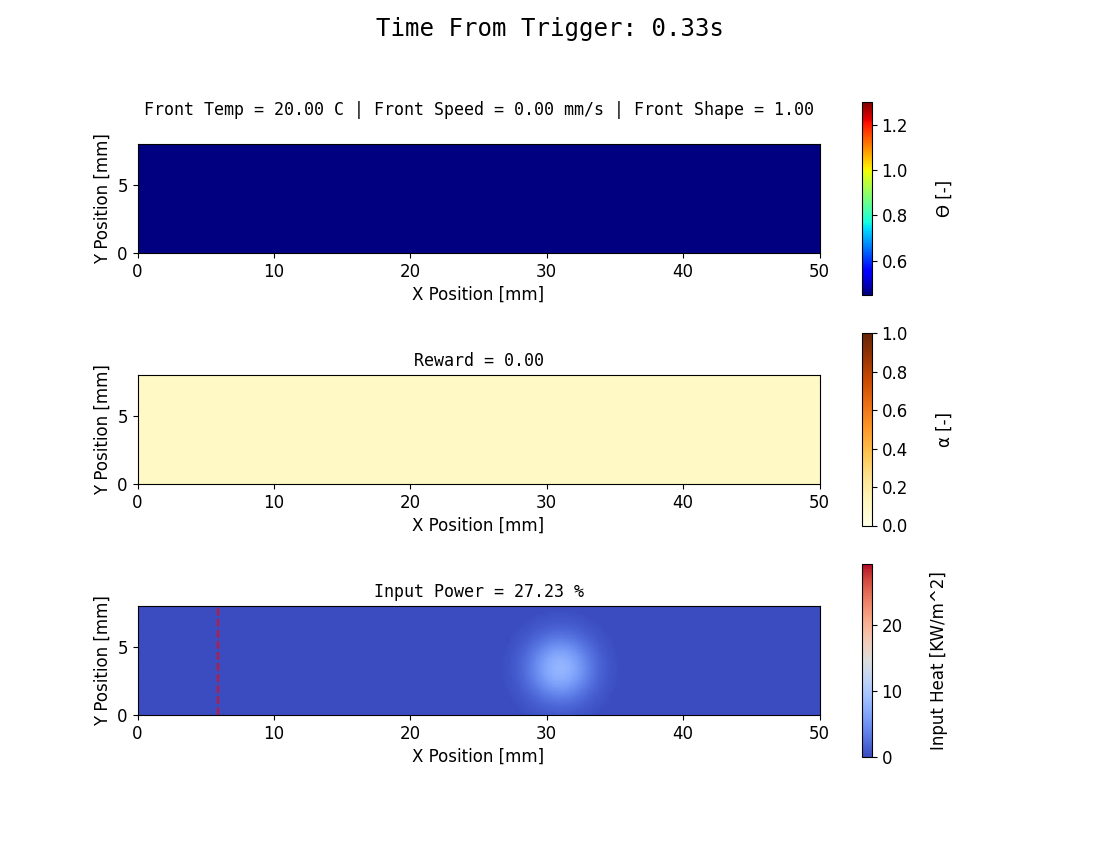 Time From Trigger: 0.33s
Front Temp = 20.00 C | Front Speed = 0.00 mm/s | Front Shape = 1.00
Y Position [mm]
5
0
0 10 20 30 40 50
X Position [mm]
1.2
1.0
0.8
0.6
Θ [-]
Reward = 0.00
Y Position [mm]
5
0
0 10 20 30 40 50
X Position [mm]
1.0
0.8
0.6
0.4
0.2
0.0
α [-]
Input Power = 27.23 %
Y Position [mm]
5
0
0 10 20 30 40 50
X Position [mm]
20
10
0
Input Heat [KW/m^2]